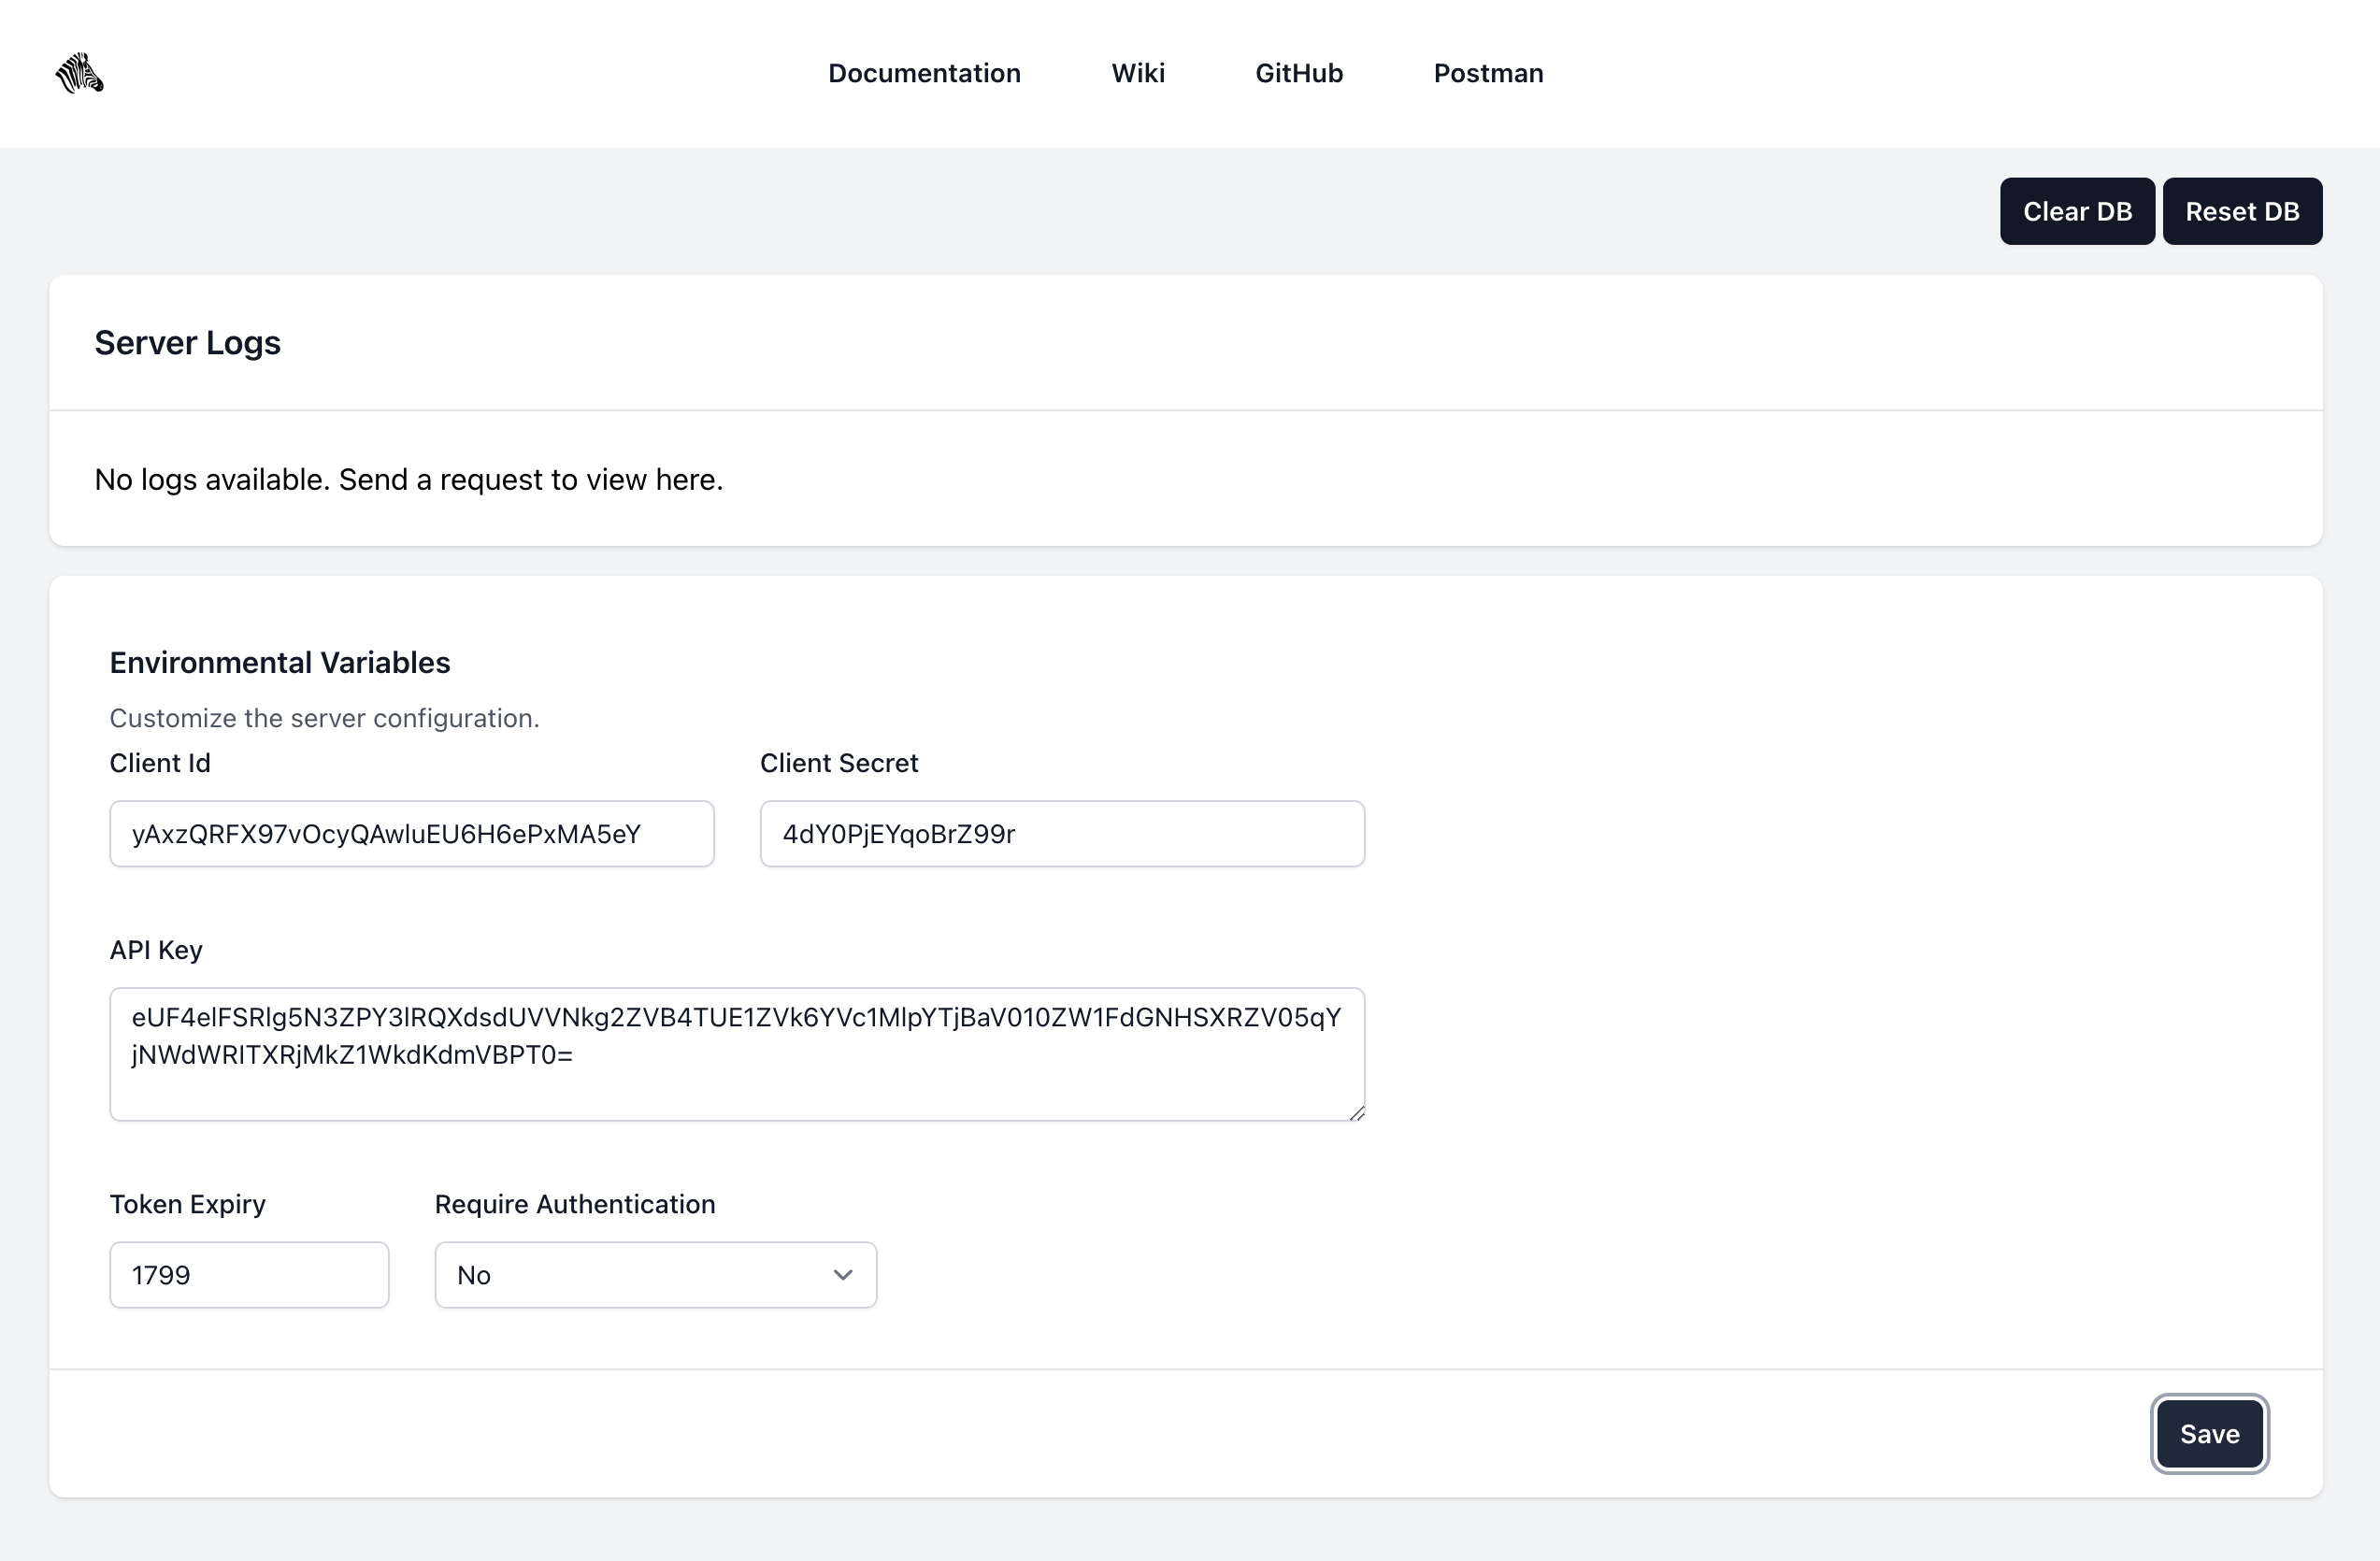 Documentation Wiki GitHub Postman
Clear DB Reset DB
Server Logs
No logs available. Send a request to view here.
Environmental Variables
Customize the server configuration.
Client Id Client Secret
yAxzQRFX97vOcyQAwluEU6H6ePxMA5eY 4dY0PjEYqoBrZ99r
API Key
eUF4elFSRlg5N3ZPY3lRQXdsdUVVNkg2ZVB4TUE1ZVk6YVc1MlpYTjBaV010ZW1FdGNHSXRZV05qY
jNWdWRITXRjMkZ1WkdKdmVBPT0=
Token Expiry Require Authentication
1799 No
Save